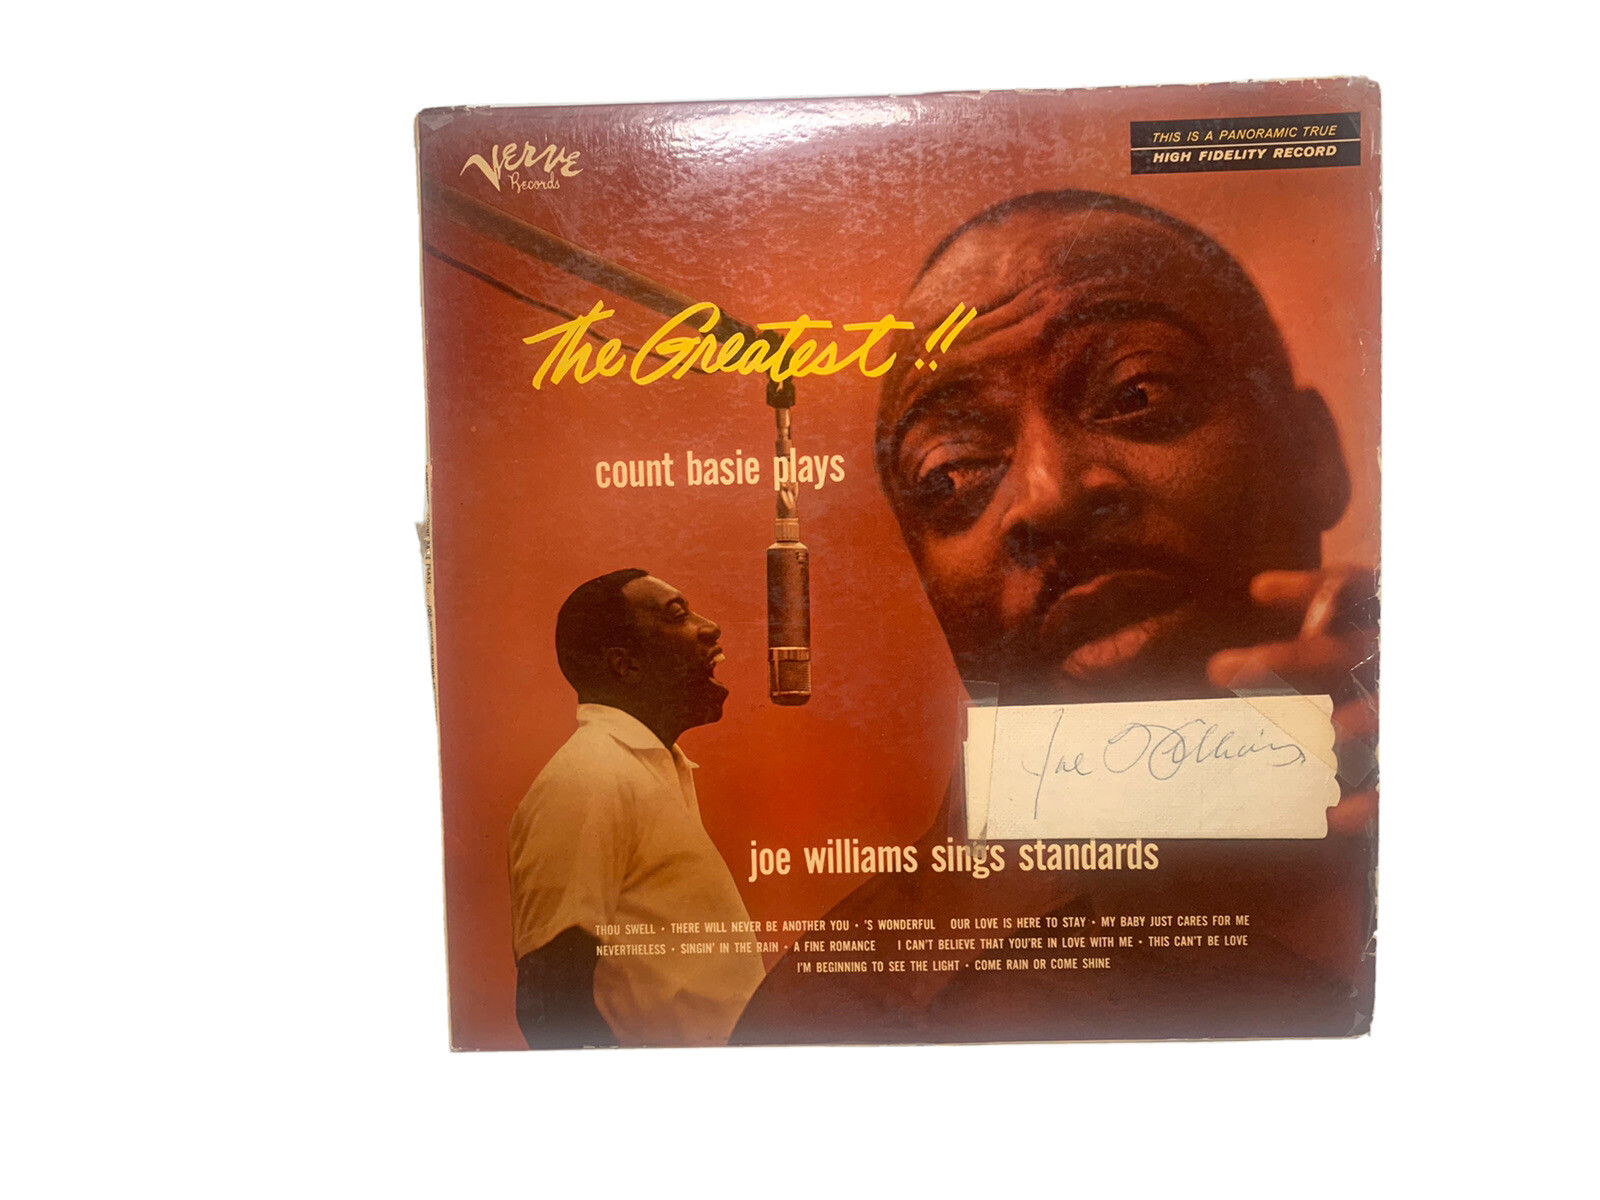 Verve
Records
THIS IS A PANORAMIC TRUE
HIGH FIDELITY RECORD
The Greatest!!
count basie plays
Joe Williams
joe williams sings standards
THOU SWELL • THERE WILL NEVER BE ANOTHER YOU • 'S WONDERFUL OUR LOVE IS HERE TO STAY • MY BABY JUST CARES FOR ME
NEVERTHELESS • SINGIN' IN THE RAIN • A FINE ROMANCE I CAN'T BELIEVE THAT YOU'RE IN LOVE WITH ME • THIS CAN'T BE LOVE
I'M BEGINNING TO SEE THE LIGHT • COME RAIN OR COME SHINE